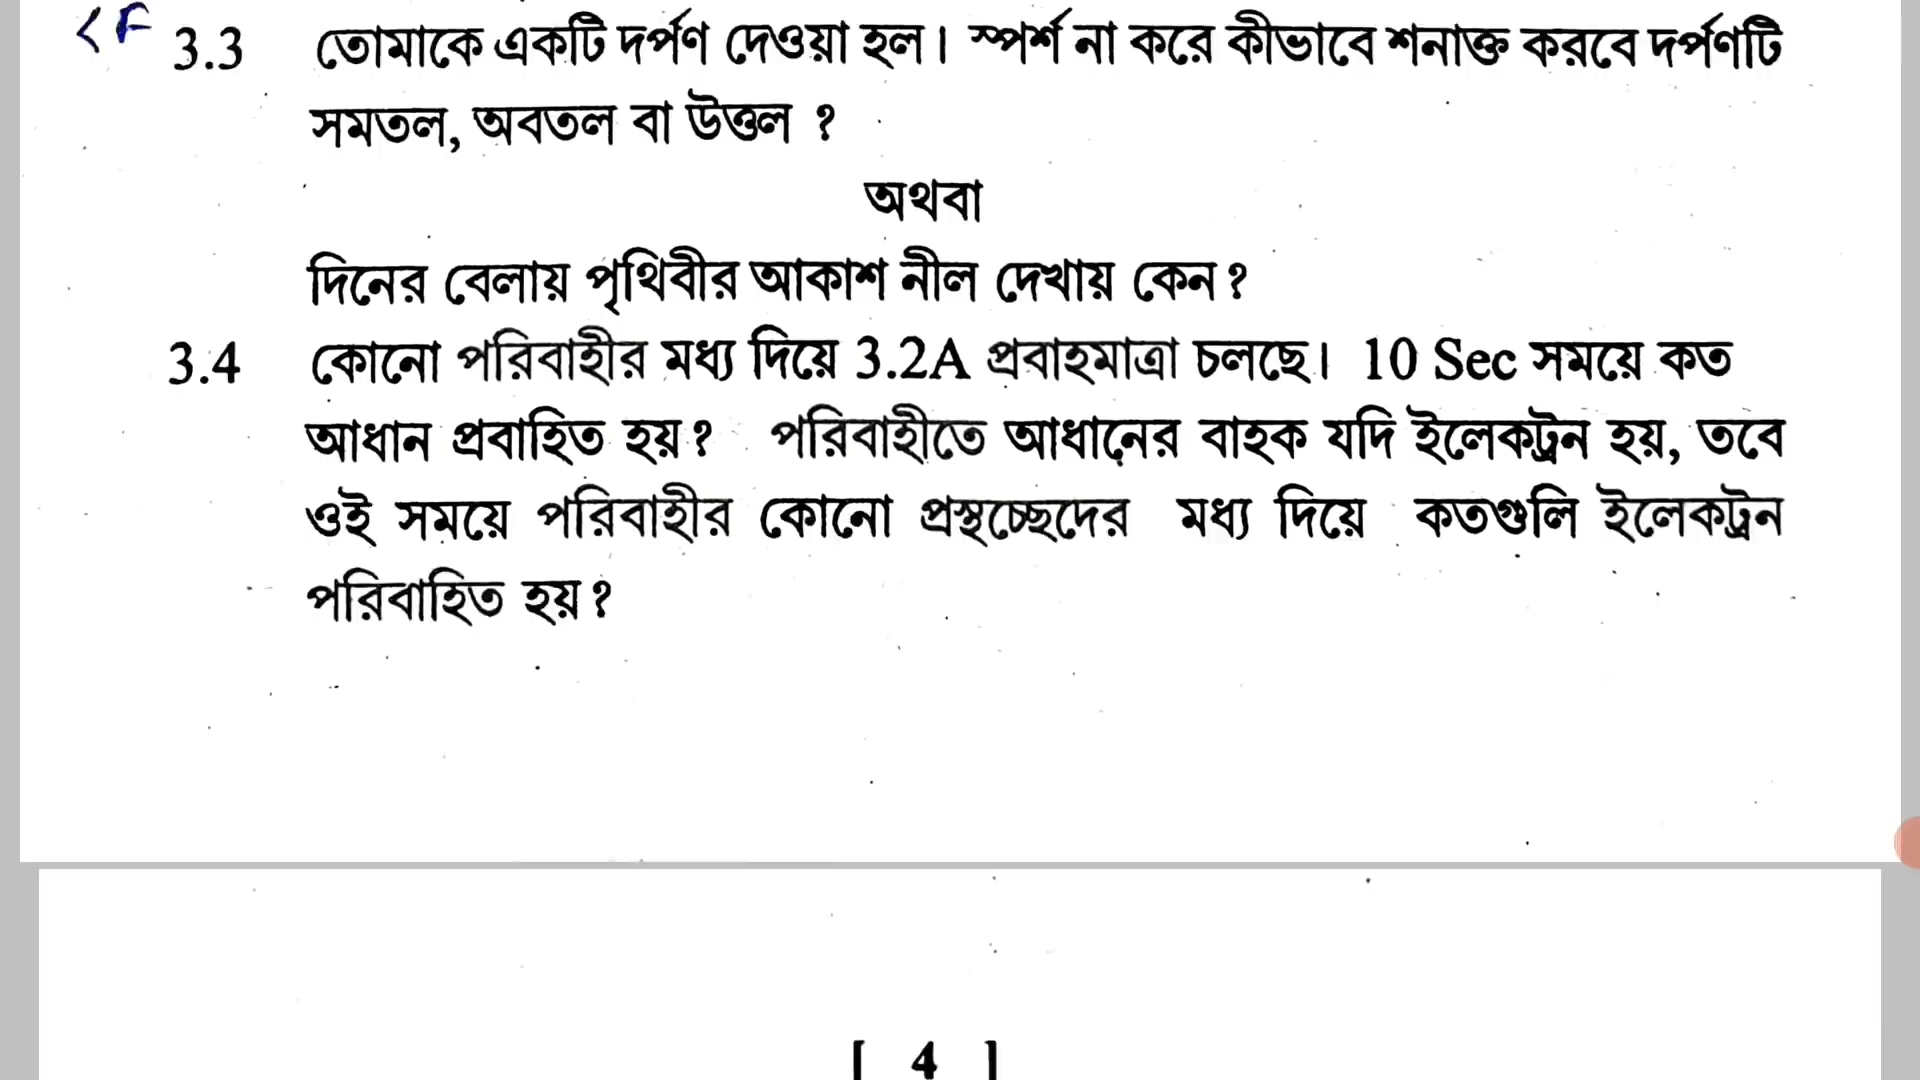 <F 3.3 তোমাকে একটি দর্পণ দেওয়া হল। স্পর্শ না করে কীভাবে শনাক্ত করবে দর্পণটি
সমতল, অবতল বা উত্তল ?
অথবা
দিনের বেলায় পৃথিবীর আকাশ নীল দেখায় কেন ?
3.4 কোনো পরিবাহীর মধ্য দিয়ে 3.2A প্রবাহমাত্রা চলছে। 10 Sec সময়ে কত
আধান প্রবাহিত হয় ? পরিবাহীতে আধানের বাহক যদি ইলেকট্রন হয়, তবে
ওই সময়ে পরিবাহীর কোনো প্রস্থচ্ছেদের মধ্য দিয়ে কতগুলি ইলেকট্রন
পরিবাহিত হয় ?
[ 4 ]